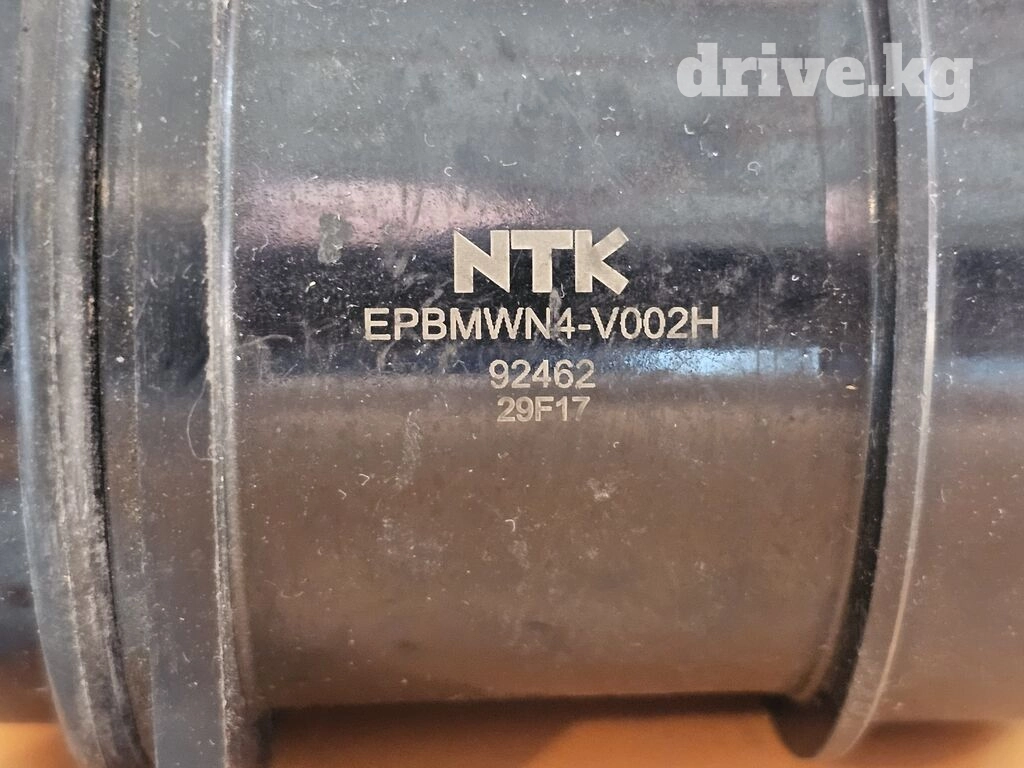 drive.kg
NTK
EPBMWN4-V002H
92462
29F17